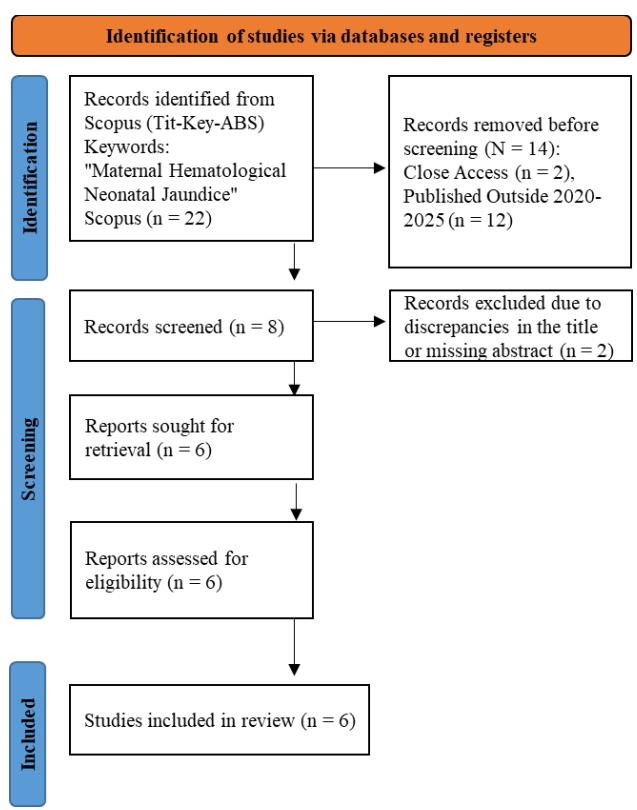 Identification of studies via databases and registers
Identification
Records identified from
Scopus (Tit-Key-ABS)
Keywords:
"Maternal Hematological
Neonatal Jaundice"
Scopus (n = 22)
Records removed before
screening (N = 14):
Close Access (n = 2),
Published Outside 2020-
2025 (n = 12)
Screening
Records screened (n = 8)
Records excluded due to
discrepancies in the title
or missing abstract (n = 2)
Reports sought for
retrieval (n = 6)
Reports assessed for
eligibility (n = 6)
Included
Studies included in review (n = 6)